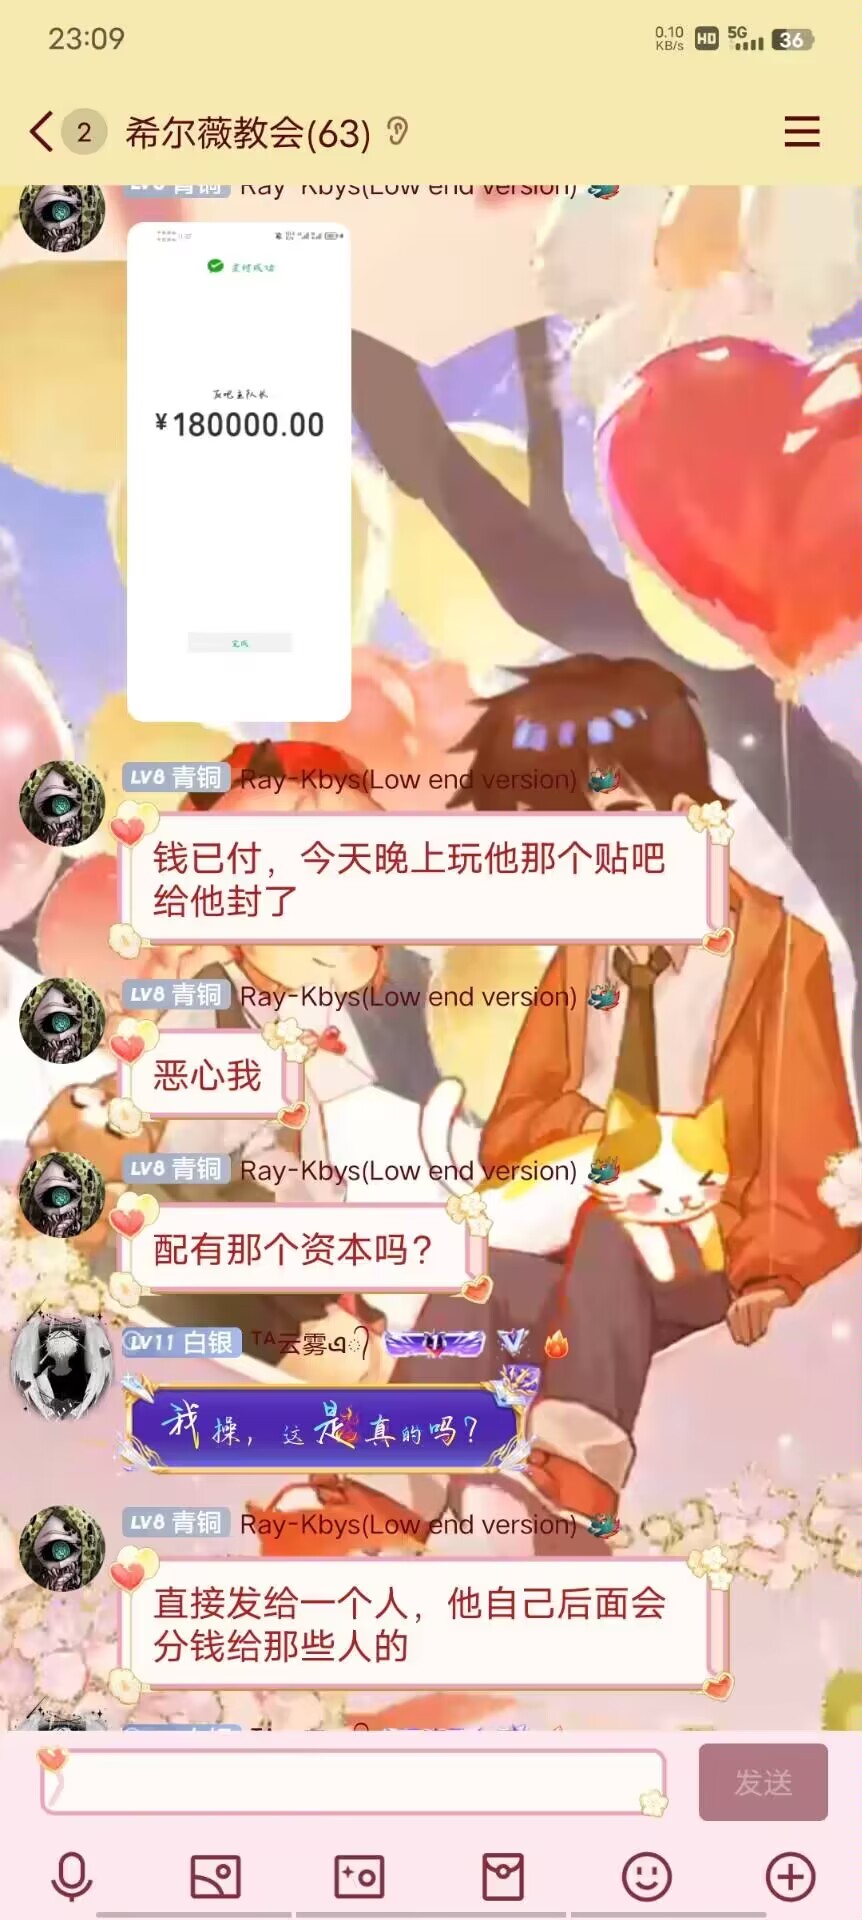 23:09
0.10 KB/s HD 5G 36
2 希尔薇教会(63)
LV8 青铜 Ray-Kbys(Low end version)
支付成功
¥180000.00
完成
LV8 青铜 Ray-Kbys(Low end version)
钱已付，今天晚上玩他那个贴吧
给他封了
LV8 青铜 Ray-Kbys(Low end version)
恶心我
LV8 青铜 Ray-Kbys(Low end version)
配有那个资本吗？
LV11 白银 ᵀᴬ云雾
我操，这是真的吗？
LV8 青铜 Ray-Kbys(Low end version)
直接发给一个人，他自己后面会
分钱给那些人的
发送